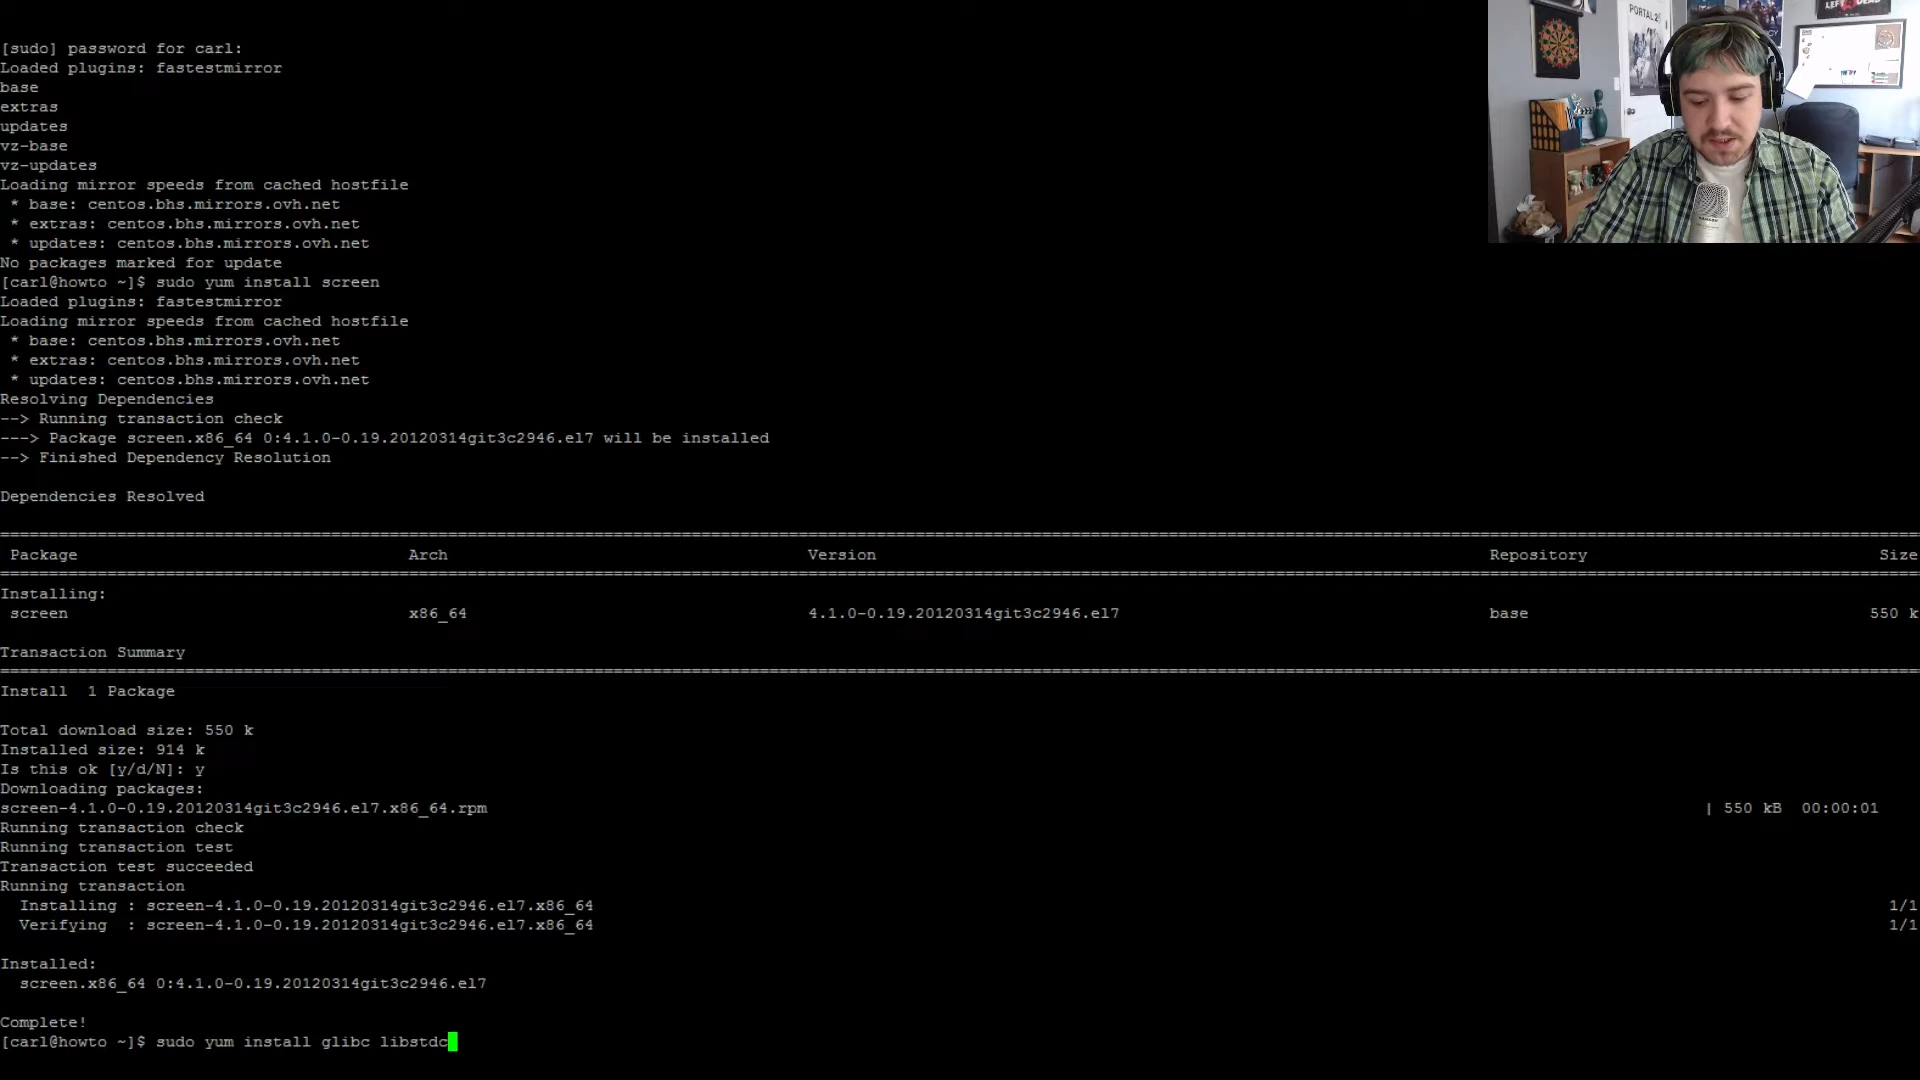 [sudo] password for carl:
Loaded plugins: fastestmirror
base
extras
updates
vz-base
vz-updates
Loading mirror speeds from cached hostfile
 * base: centos.bhs.mirrors.ovh.net
 * extras: centos.bhs.mirrors.ovh.net
 * updates: centos.bhs.mirrors.ovh.net
No packages marked for update
[carl@howto ~]$ sudo yum install screen
Loaded plugins: fastestmirror
Loading mirror speeds from cached hostfile
 * base: centos.bhs.mirrors.ovh.net
 * extras: centos.bhs.mirrors.ovh.net
 * updates: centos.bhs.mirrors.ovh.net
Resolving Dependencies
--> Running transaction check
---> Package screen.x86_64 0:4.1.0-0.19.20120314git3c2946.el7 will be installed
--> Finished Dependency Resolution
Dependencies Resolved
Package Arch Version Repository Size
Installing:
screen x86_64 4.1.0-0.19.20120314git3c2946.el7 base 550 k
Transaction Summary
Install 1 Package
Total download size: 550 k
Installed size: 914 k
Is this ok [y/d/N]: y
Downloading packages:
screen-4.1.0-0.19.20120314git3c2946.el7.x86_64.rpm | 550 kB 00:00:01
Running transaction check
Running transaction test
Transaction test succeeded
Running transaction
Installing : screen-4.1.0-0.19.20120314git3c2946.el7.x86_64 1/1
Verifying : screen-4.1.0-0.19.20120314git3c2946.el7.x86_64 1/1
Installed:
screen.x86_64 0:4.1.0-0.19.20120314git3c2946.el7
Complete!
[carl@howto ~]$ sudo yum install glibc libstdc
PORTAL 2